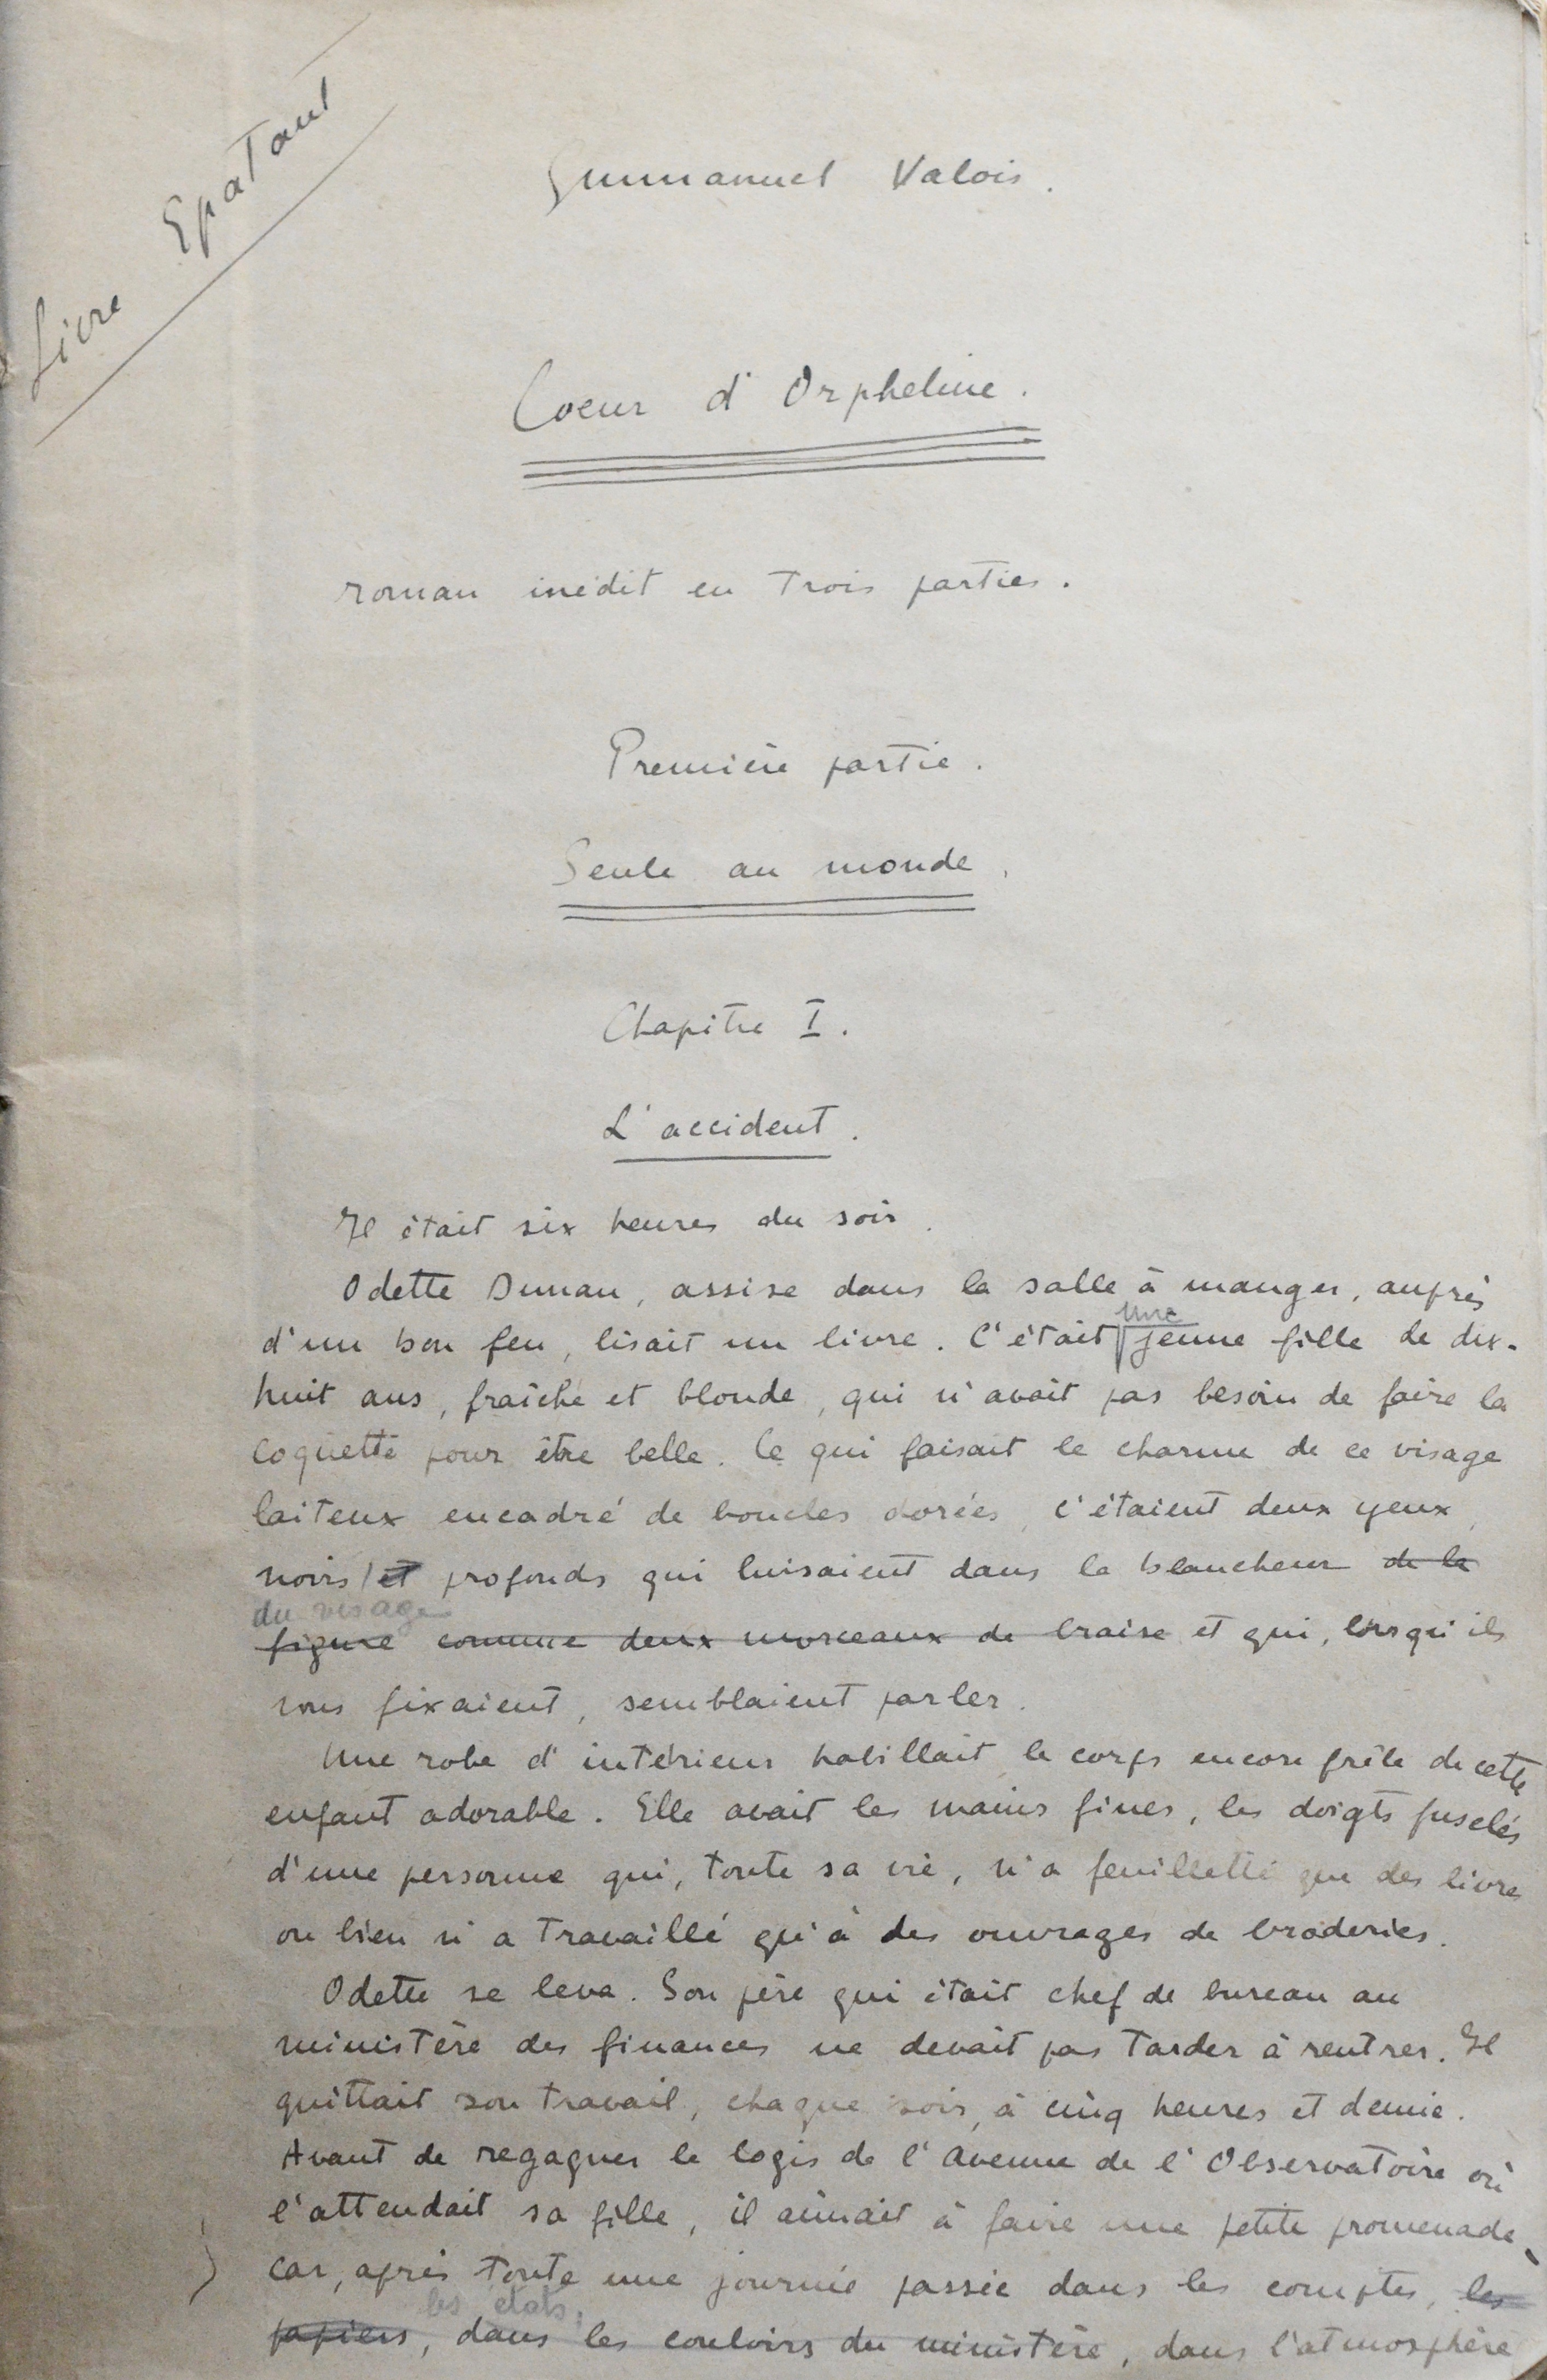 Livre Epatant
Emmanuel Valois.
Coeur d'Orpheline.
roman inédit en trois parties.
Première partie.
Seule au monde.
Chapitre I.
L'accident.
Il était six heures du soir.
Odette Dunan, assise dans la salle à manger, auprès
une
d'un bon feu, lisait un livre. C'était jeune fille de dix-
huit ans, fraîche et blonde, qui n'avait pas besoin de faire la
coquette pour être belle. Ce qui faisait le charme de ce visage
laiteux encadré de boucles dorées, c'étaient deux yeux,
noirs et profonds qui luisaient dans la blancheur de la
du visage
figure comme deux morceaux de braise et qui, lorsqu'ils
vous fixaient, semblaient parler.
Une robe d'intérieur habillait le corps encore frêle de cette
enfant adorable. Elle avait les mains fines, les doigts fuselés
d'une personne qui, toute sa vie, n'a feuilletté que des livres
ou bien n'a travaillé qu'à des ouvrages de broderies.
Odette se leva. Son père qui était chef de bureau au
ministère des finances ne devait pas tarder à rentrer. Il
quittait son travail, chaque soir, à cinq heures et demie.
Avant de regagner le logis de l'Avenue de l'Observatoire où
l'attendait sa fille, il aimait à faire une petite promenade,
car, après toute une journée passée dans les comptes, les
les états,
papiers, dans les couloirs du ministère, dans l'atmosphère